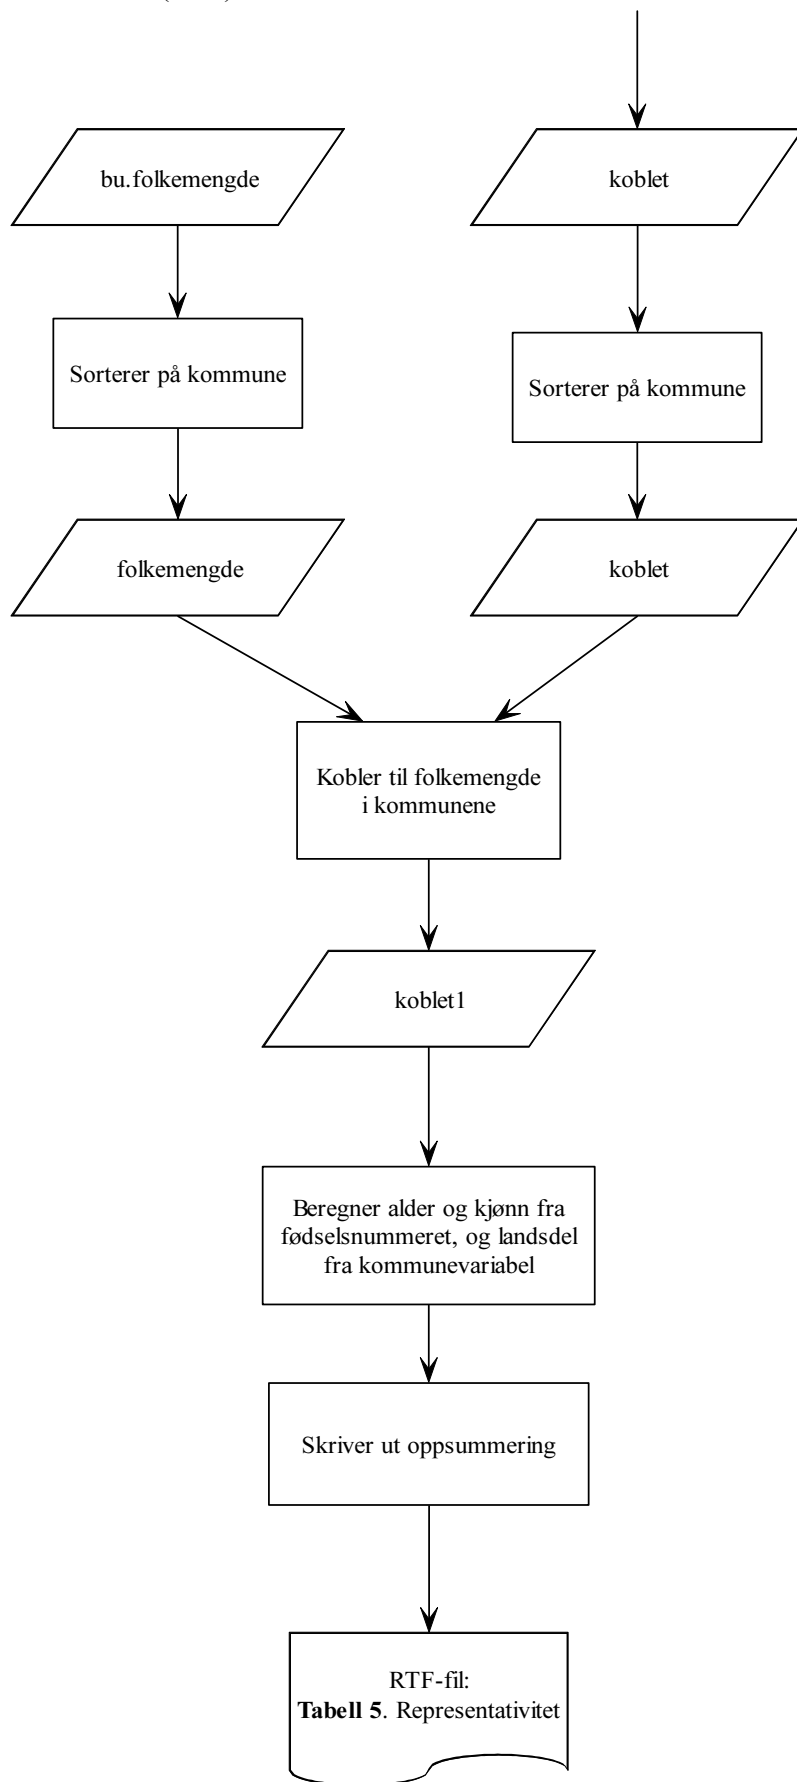 bu.folkemengde
koblet
Sorterer på kommune
Sorterer på kommune
folkemengde
koblet
Kobler til folkemengde
i kommunene
koblet1
Beregner alder og kjønn fra
fødselsnummeret, og landsdel
fra kommunevariabel
Skriver ut oppsummering
RTF-fil:
Tabell 5. Representativitet